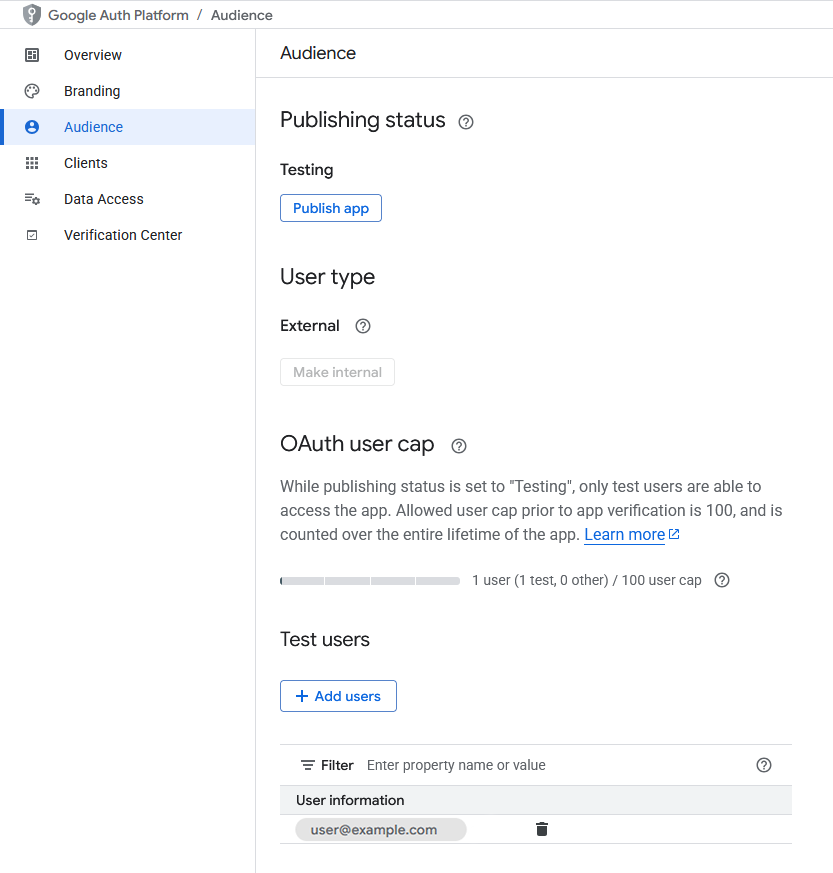 Google Auth Platform / Audience
Overview
Branding
Audience
Clients
Data Access
Verification Center
Audience
Publishing status
Testing
Publish app
User type
External
Make internal
OAuth user cap
While publishing status is set to "Testing", only test users are able to
access the app. Allowed user cap prior to app verification is 100, and is
counted over the entire lifetime of the app. Learn more
1 user (1 test, 0 other) / 100 user cap
Test users
Add users
Filter Enter property name or value
User information
user@example.com